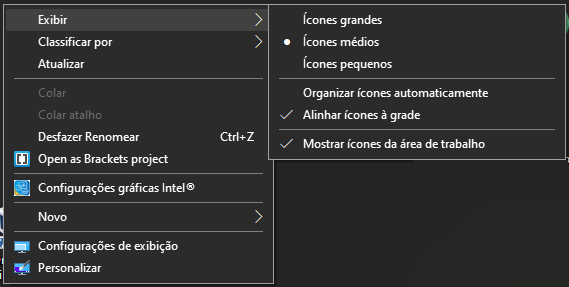 Exibir
Classificar por
Atualizar
Colar
Colar atalho
Desfazer Renomear Ctrl+Z
Open as Brackets project
Configurações gráficas Intel®
Novo
Configurações de exibição
Personalizar
Ícones grandes
Ícones médios
Ícones pequenos
Organizar ícones automaticamente
Alinhar ícones à grade
Mostrar ícones da área de trabalho